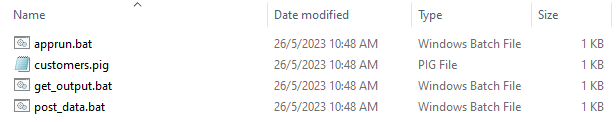 Name Date modified Type Size
apprun.bat 26/5/2023 10:48 AM Windows Batch File 1 KB
customers.pig 26/5/2023 10:48 AM PIG File 1 KB
get_output.bat 26/5/2023 10:48 AM Windows Batch File 1 KB
post_data.bat 26/5/2023 10:48 AM Windows Batch File 1 KB